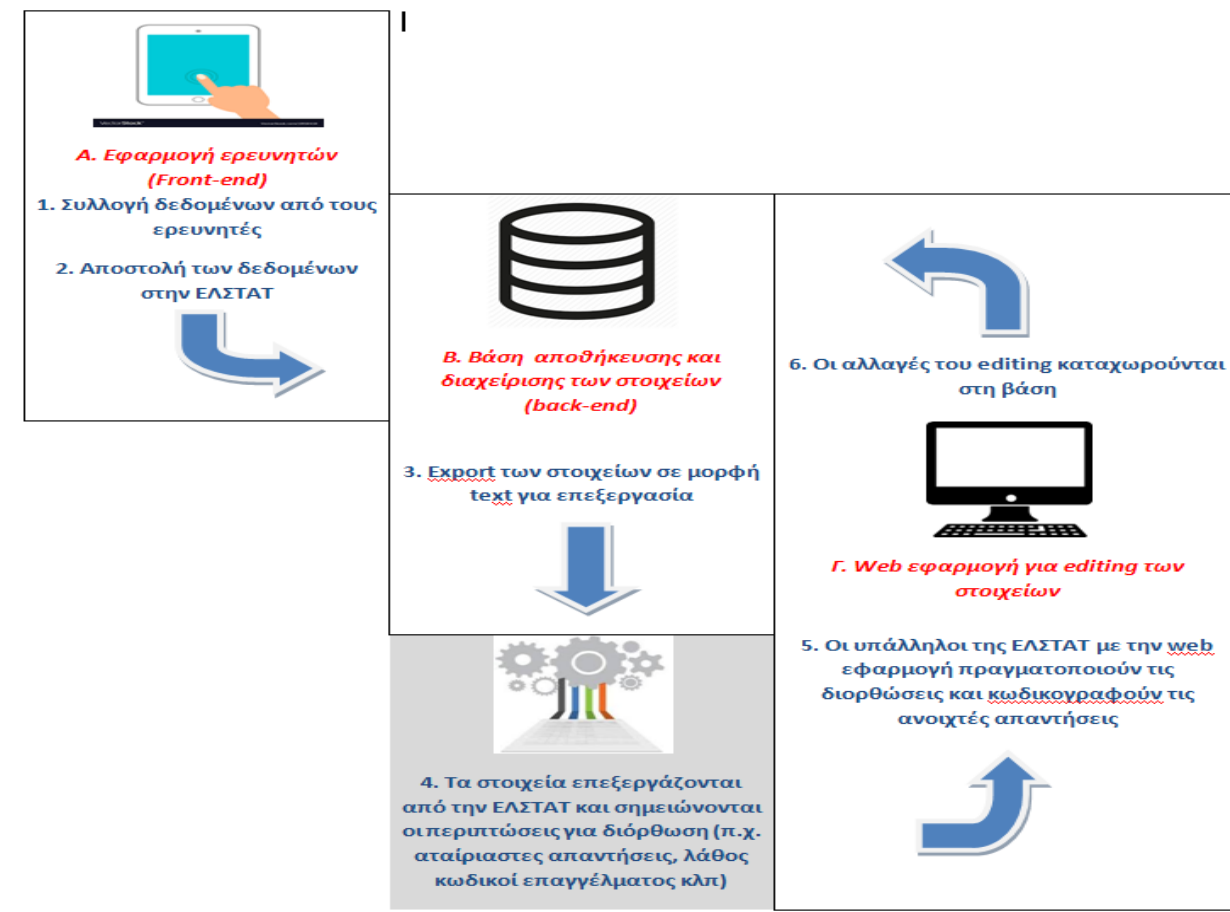 Α. Εφαρμογή ερευνητών
(Front-end)
1. Συλλογή δεδομένων από τους
ερευνητές
2. Αποστολή των δεδομένων
στην ΕΛΣΤΑΤ
Β. Βάση αποθήκευσης και
διαχείρισης των στοιχείων
(back-end)
3. Export των στοιχείων σε μορφή
text για επεξεργασία
4. Τα στοιχεία επεξεργάζονται
από την ΕΛΣΤΑΤ και σημειώνονται
οι περιπτώσεις για διόρθωση (π.χ.
αταίριαστες απαντήσεις, λάθος
κωδικοί επαγγέλματος κλπ)
6. Οι αλλαγές του editing καταχωρούνται
στη βάση
Γ. Web εφαρμογή για editing των
στοιχείων
5. Οι υπάλληλοι της ΕΛΣΤΑΤ με την web
εφαρμογή πραγματοποιούν τις
διορθώσεις και κωδικογραφούν τις
ανοιχτές απαντήσεις